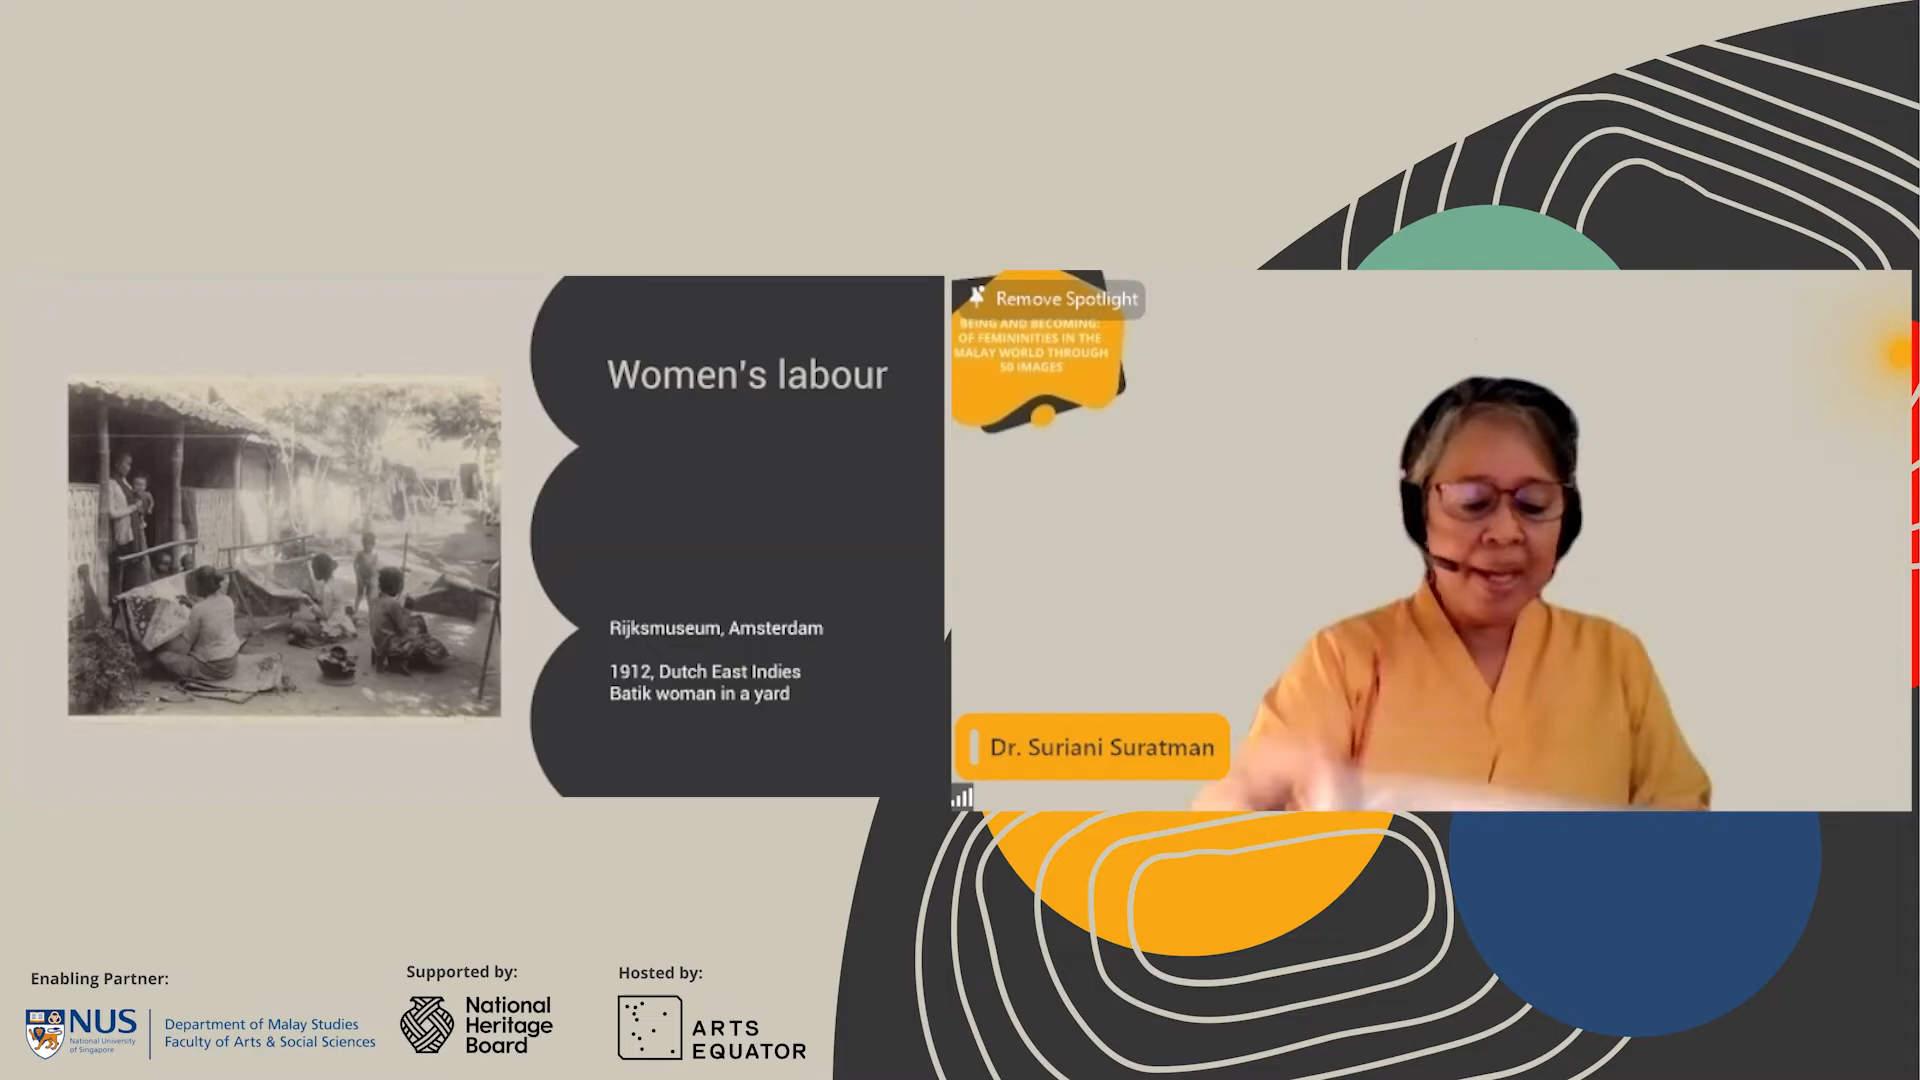 Women's labour
Rijksmuseum, Amsterdam
1912, Dutch East Indies
Batik woman in a yard
Remove Spotlight
BEING AND BECOMING:
OF FEMININITIES IN THE
MALAY WORLD THROUGH
50 IMAGES
Dr. Suriani Suratman
Enabling Partner:
NUS
National University
of Singapore
Department of Malay Studies
Faculty of Arts & Social Sciences
Supported by:
National
Heritage
Board
Hosted by:
ARTS
EQUATOR